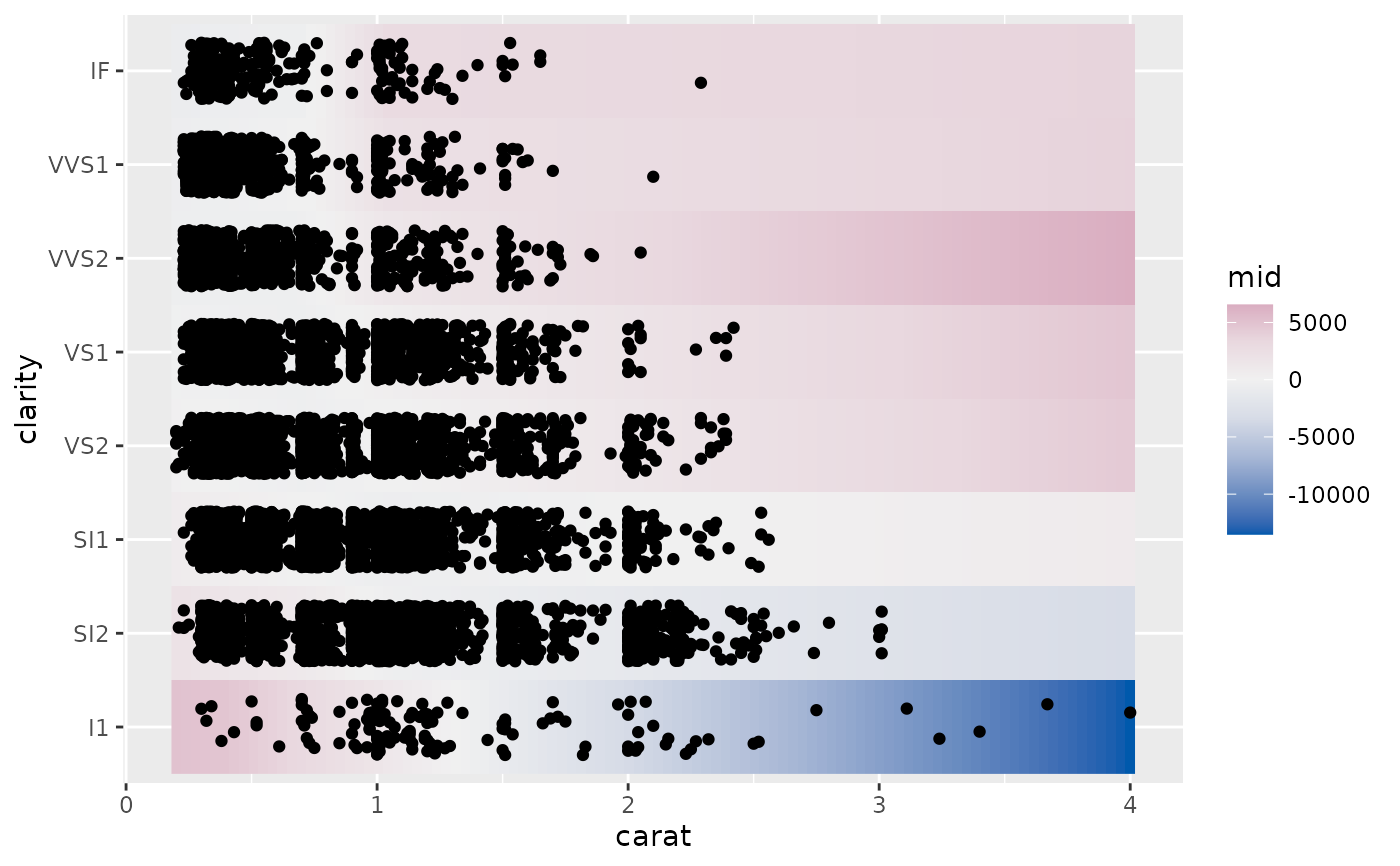 IF
VVS1
VVS2
VS1
VS2
SI1
SI2
I1
clarity
0
1
2
3
4
carat
mid
5000
0
-5000
-10000